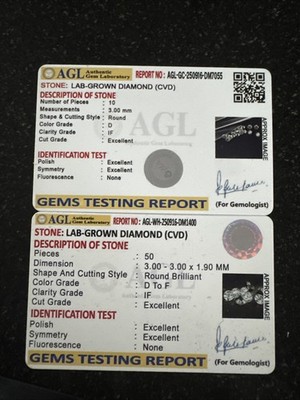 AGL Authentic Gem Laboratory REPORT NO: AGL-GC-250916-DM7055
STONE: LAB-GROWN DIAMOND (CVD)
DESCRIPTION OF STONE
Number of Pieces : 10
Measurements : 3.00 mm
Shape & Cutting Style : Round
Color Grade : D
Clarity Grade : IF
Cut Grade : Excellent
IDENTIFICATION TEST
Polish : Excellent
Symmetry : Excellent
Fluorescence : None
AGL
APPROX IMAGE
(For Gemologist)
GEMS TESTING REPORT
AGL Authentic Gem Laboratory REPORT NO: AGL-WH-250916-DM1400
STONE: LAB-GROWN DIAMOND (CVD)
DESCRIPTION OF STONE
Pieces : 50
Dimension : 3.00 - 3.00 x 1.90 MM
Shape And Cutting Style : Round Brilliant
Color Grade : D To F
Clarity Grade : IF
Cut Grade : Excellent
IDENTIFICATION TEST
Polish : Excellent
Symmetry : Excellent
Fluorescence : None
AGL
APPROX IMAGE
(For Gemologist)
GEMS TESTING REPORT